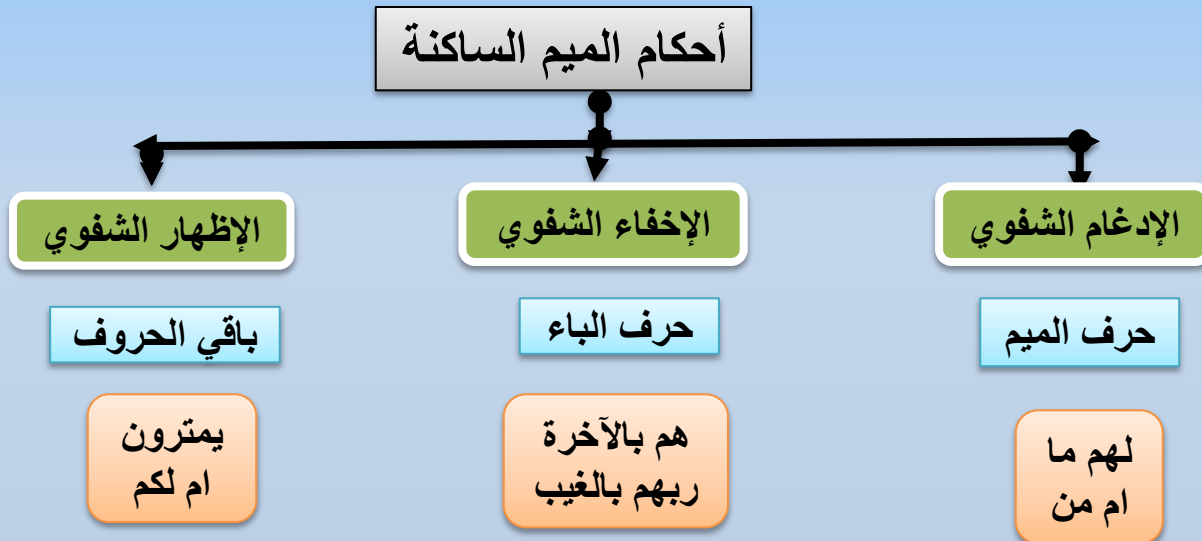 أحكام الميم الساكنة
الإدغام الشفوي
الإخفاء الشفوي
الإظهار الشفوي
حرف الميم
حرف الباء
باقي الحروف
لهم ما
ام من
هم بالآخرة
ربهم بالغيب
يمترون
ام لكم